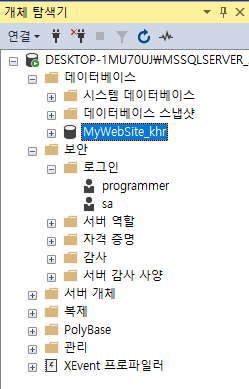 개체 탐색기
연결
DESKTOP-1MU70UJ\MSSQLSERVER_
데이터베이스
시스템 데이터베이스
데이터베이스 스냅샷
MyWebSite_khr
보안
로그인
programmer
sa
서버 역할
자격 증명
감사
서버 감사 사양
서버 개체
복제
PolyBase
관리
XEvent 프로파일러